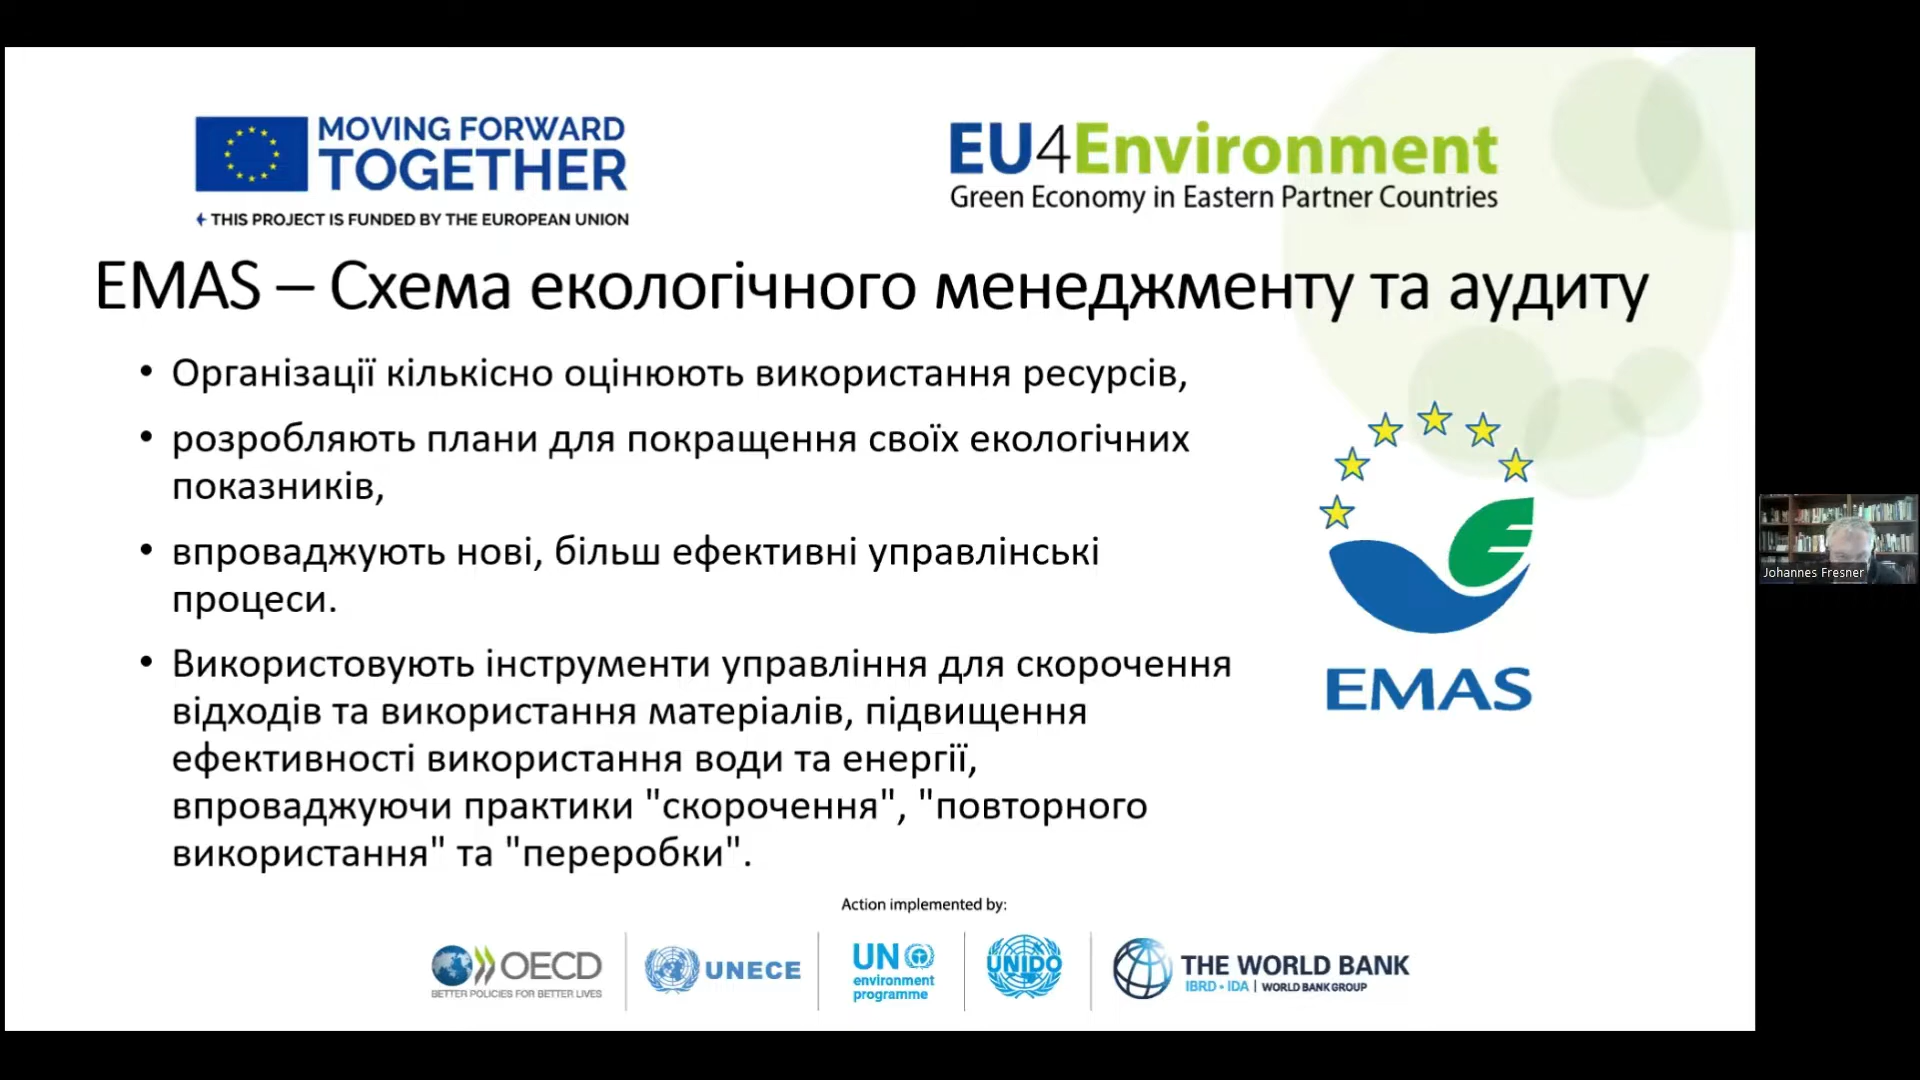 MOVING FORWARD
TOGETHER
THIS PROJECT IS FUNDED BY THE EUROPEAN UNION
EU4Environment
Green Economy in Eastern Partner Countries
EMAS – Схема екологічного менеджменту та аудиту
• Організації кількісно оцінюють використання ресурсів,
• розробляють плани для покращення своїх екологічних
показників,
• впроваджують нові, більш ефективні управлінські
процеси.
• Використовують інструменти управління для скорочення
відходів та використання матеріалів, підвищення
ефективності використання води та енергії,
впроваджуючи практики "скорочення", "повторного
використання" та "переробки".
EMAS
Johannes Fresner
Action implemented by:
OECD
BETTER POLICIES FOR BETTER LIVES
UNECE
UN
environment
programme
UNIDO
THE WORLD BANK
IBRD • IDA | WORLD BANK GROUP